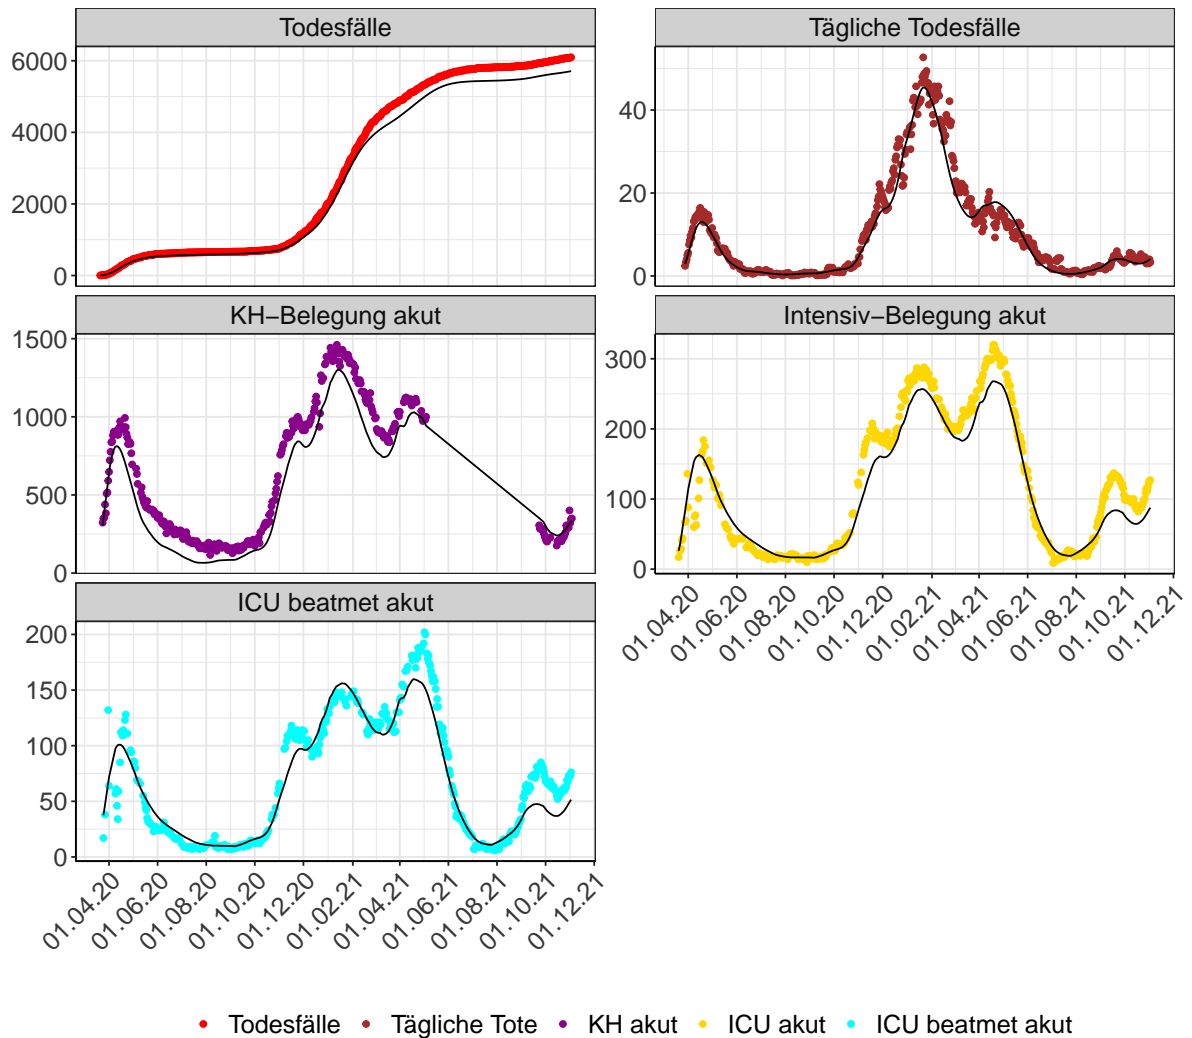 Todesfälle
Tägliche Todesfälle
6000
4000
2000
0
40
20
0
KH−Belegung akut
Intensiv−Belegung akut
1500
1000
500
0
300
200
100
0
ICU beatmet akut
200
150
100
50
0
01.04.20 01.06.20 01.08.20 01.10.20 01.12.20 01.02.21 01.04.21 01.06.21 01.08.21 01.10.21 01.12.21
01.04.20 01.06.20 01.08.20 01.10.20 01.12.20 01.02.21 01.04.21 01.06.21 01.08.21 01.10.21 01.12.21
Todesfälle Tägliche Tote KH akut ICU akut ICU beatmet akut